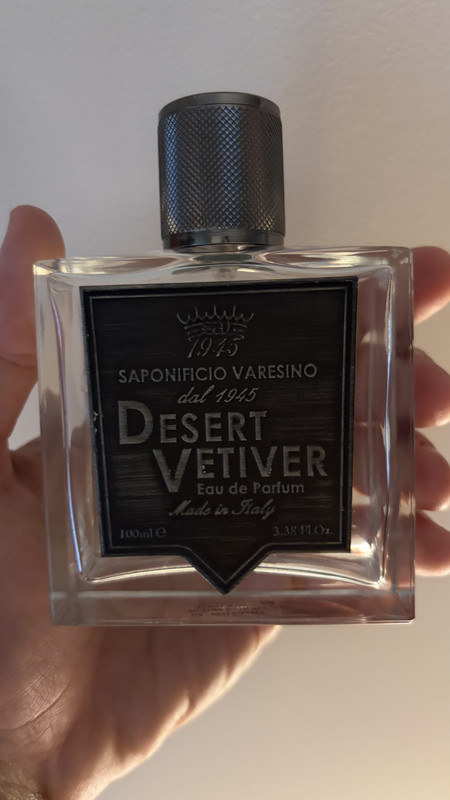 1945
SAPONIFICIO VARESINO
dal 1945
DESERT
VETIVER
Eau de Parfum
Made in Italy
100ml e
3.38 FL Oz.